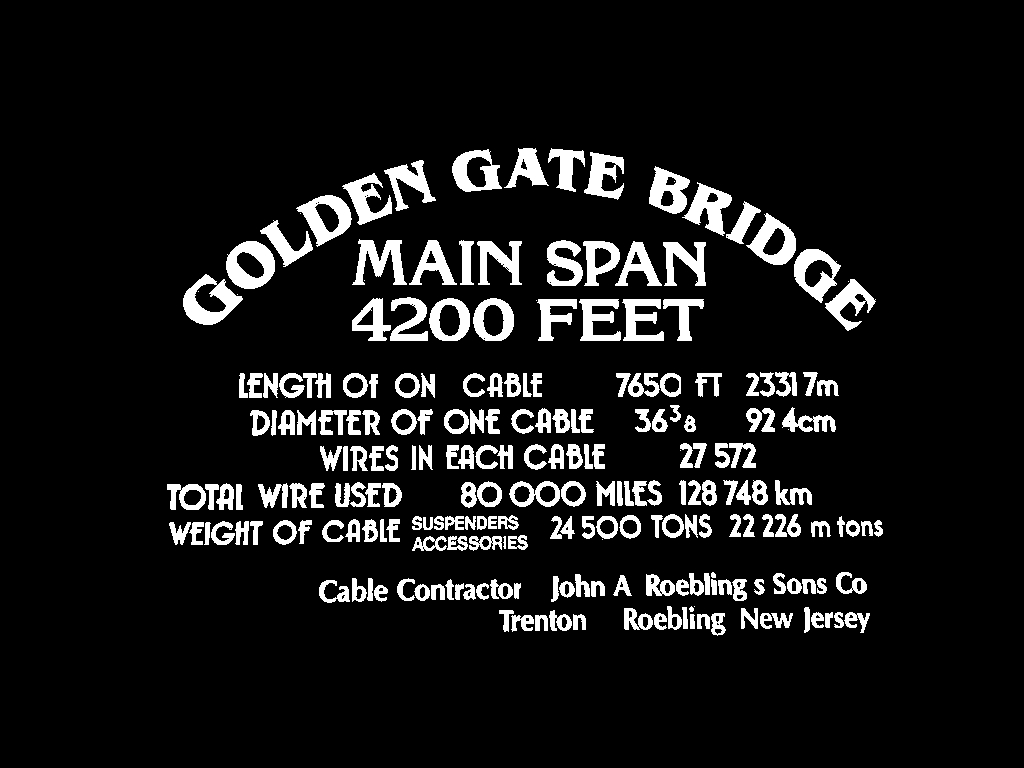 GOLDEN GATE BRIDGE
MAIN SPAN
4200 FEET
LENGTH OF ON CABLE 7650 FT 2331 7m
DIAMETER OF ONE CABLE 36 3 8 92 4cm
WIRES IN EACH CABLE 27 572
TOTAL WIRE USED 80 000 MILES 128 748 km
WEIGHT OF CABLE SUSPENDERS ACCESSORIES 24 500 TONS 22 226 m tons
Cable Contractor John A Roebling s Sons Co
Trenton Roebling New Jersey